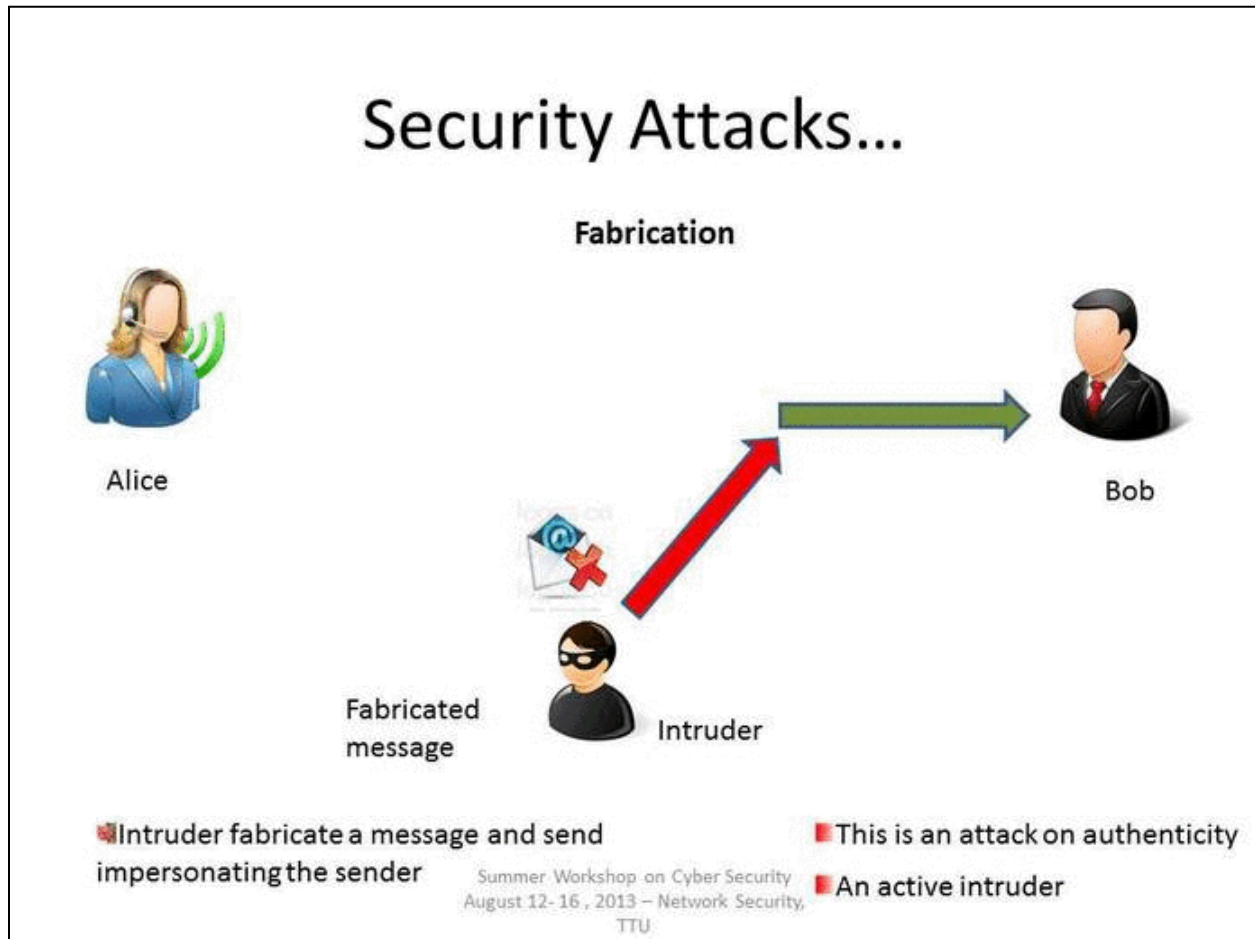 Security Attacks...
Fabrication
Alice
Bob
Fabricated
message
Intruder
Intruder fabricate a message and send
impersonating the sender
This is an attack on authenticity
An active intruder
Summer Workshop on Cyber Security
August 12- 16 , 2013 – Network Security,
TTU